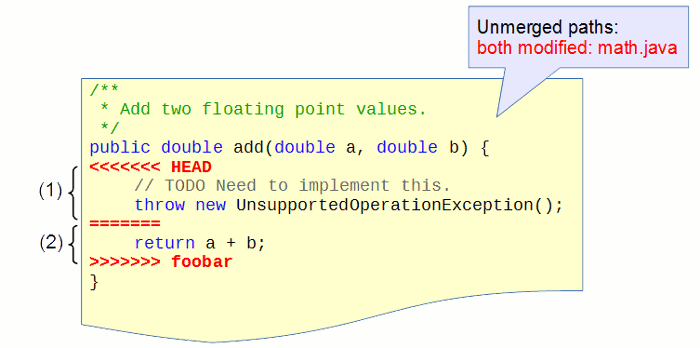 Unmerged paths:
both modified: math.java
/**
 * Add two floating point values.
 */
public double add(double a, double b) {
<<<<<<< HEAD
(1)
// TODO Need to implement this.
throw new UnsupportedOperationException();
=======
(2)
return a + b;
>>>>>>> foobar
}